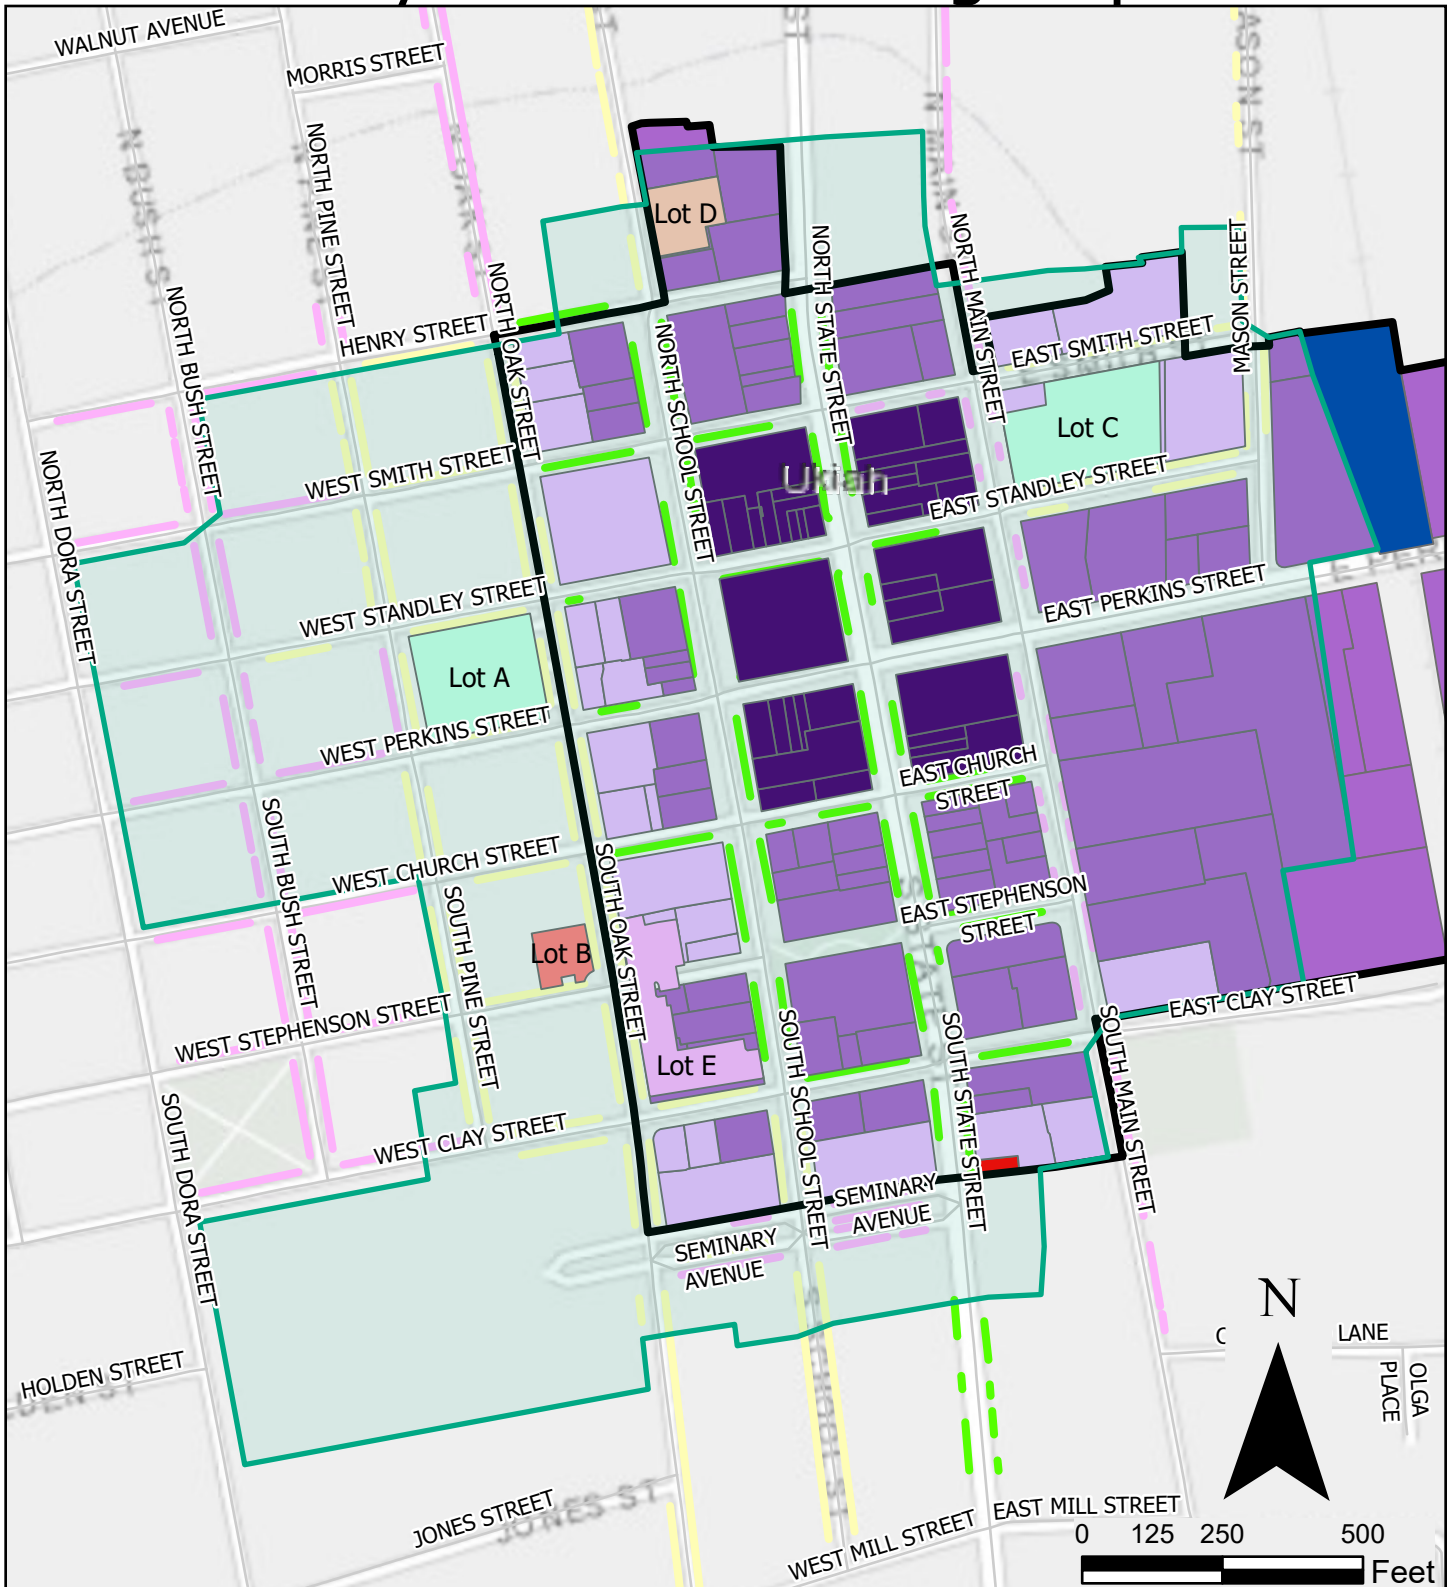 WALNUT AVENUE
MORRIS STREET
NORTH PINE STREET
NORTH BUSH STREET
N BUSH ST
HENRY STREET
NORTH OAK STREET
NORTH SCHOOL STREET
NORTH STATE STREET
NORTH MAIN STREET
MASON STREET
Lot D
EAST SMITH STREET
Lot C
WEST SMITH STREET
Ukiah
EAST STANDLEY STREET
NORTH DORA STREET
WEST STANDLEY STREET
EAST PERKINS STREET
Lot A
WEST PERKINS STREET
EAST CHURCH
STREET
SOUTH BUSH STREET
WEST CHURCH STREET
SOUTH PINE STREET
SOUTH OAK STREET
EAST STEPHENSON
STREET
Lot B
WEST STEPHENSON STREET
EAST CLAY STREET
Lot E
SOUTH SCHOOL STREET
SOUTH STATE STREET
SOUTH MAIN STREET
SOUTH DORA STREET
WEST CLAY STREET
SEMINARY
AVENUE
SEMINARY
AVENUE
N
LANE
OLGA
PLACE
HOLDEN STREET
JONES STREET
JONES ST
WEST MILL STREET
EAST MILL STREET
0 125 250 500
Feet